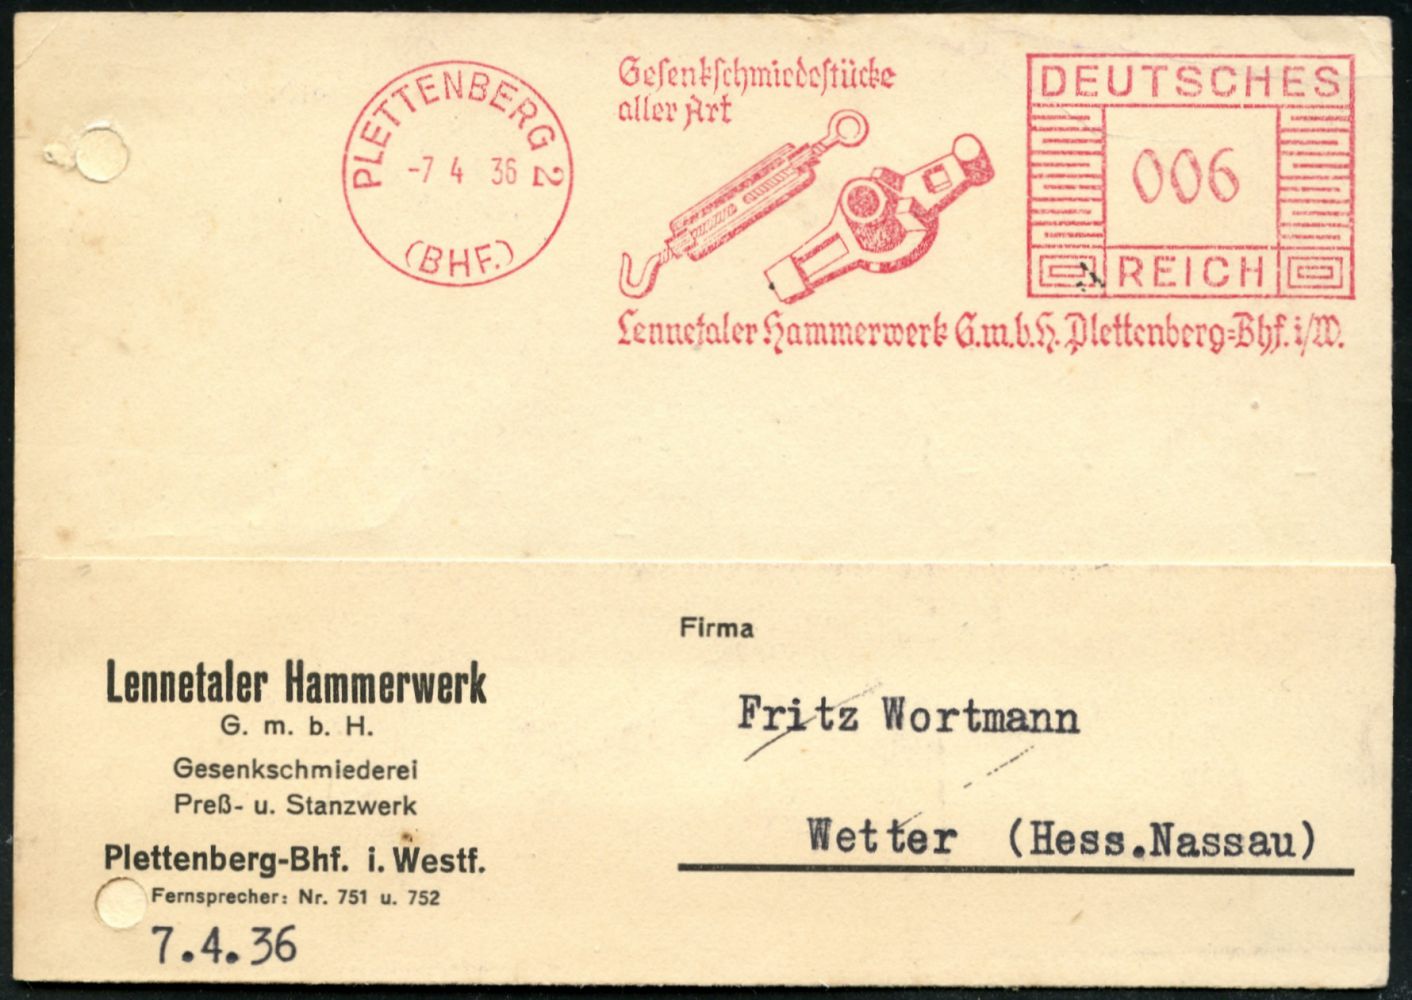 PLETTENBERG 2
-7 4 36
(BHF.)
Gesenkschmiedestücke
aller Art
Lennetaler Hammerwerk G.m.b.H. Plettenberg=Bhf. i/W.
DEUTSCHES
006
REICH
Firma
Fritz Wortmann
Wetter (Hess.Nassau)
Lennetaler Hammerwerk
G. m. b. H.
Gesenkschmiederei
Preß- u. Stanzwerk
Plettenberg-Bhf. i. Westf.
Fernsprecher: Nr. 751 u. 752
7.4.36